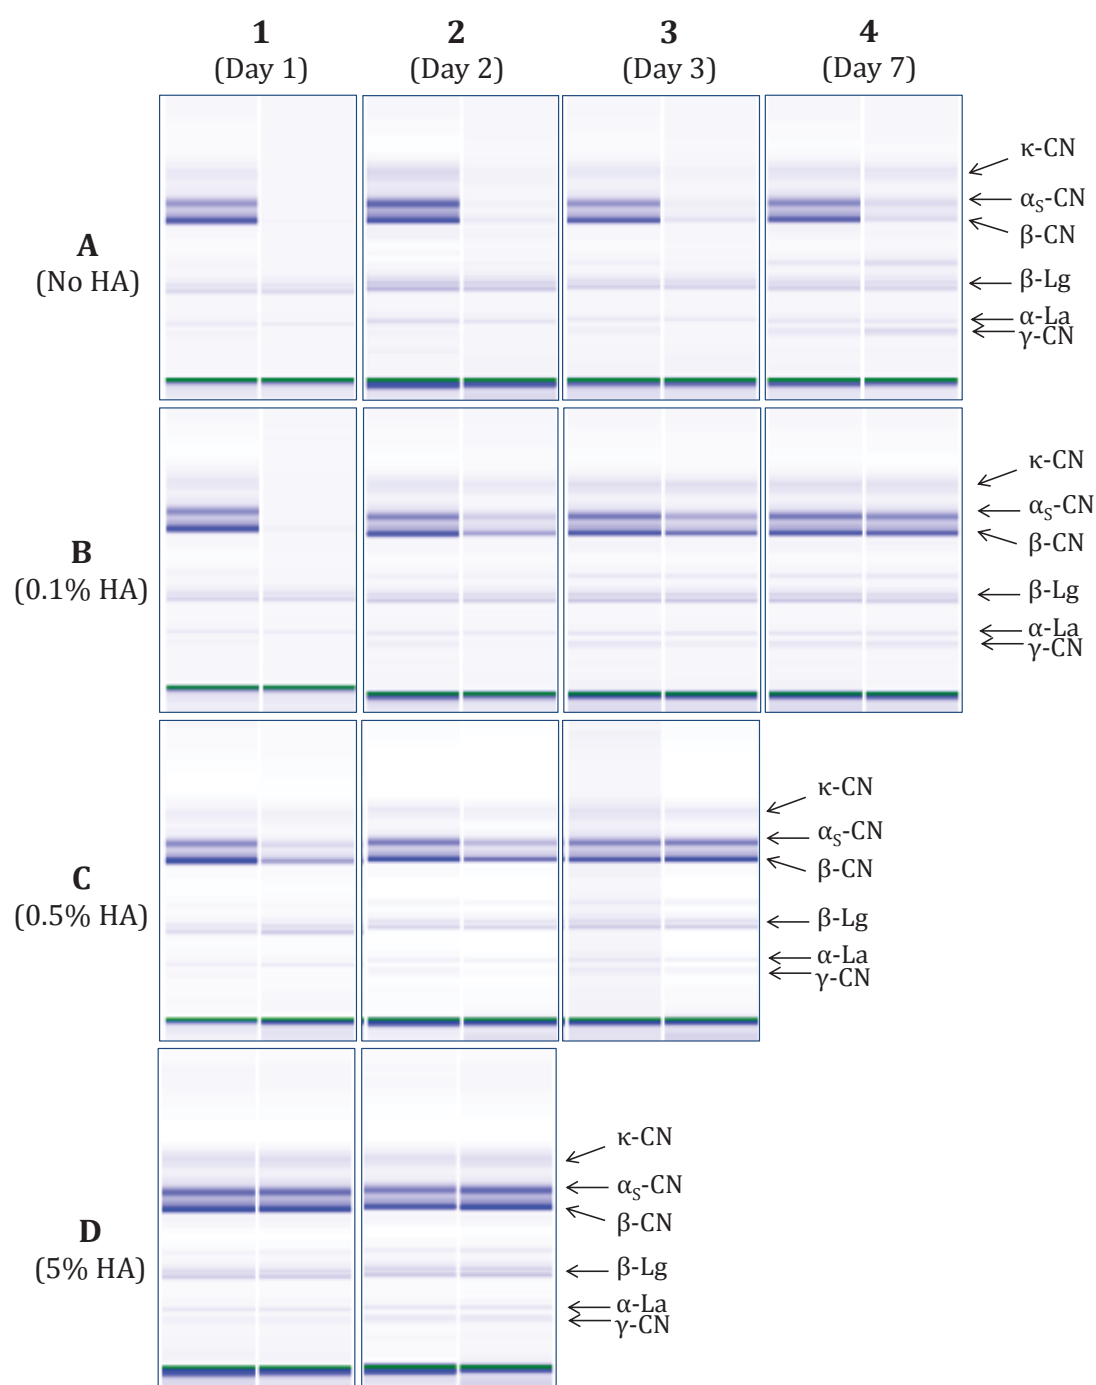 1 2 3 4
(Day 1) (Day 2) (Day 3) (Day 7)
A
(No HA)
κ-CN
αS-CN
β-CN
β-Lg
α-La
γ-CN
B
(0.1% HA)
κ-CN
αS-CN
β-CN
β-Lg
α-La
γ-CN
C
(0.5% HA)
κ-CN
αS-CN
β-CN
β-Lg
α-La
γ-CN
D
(5% HA)
κ-CN
αS-CN
β-CN
β-Lg
α-La
γ-CN